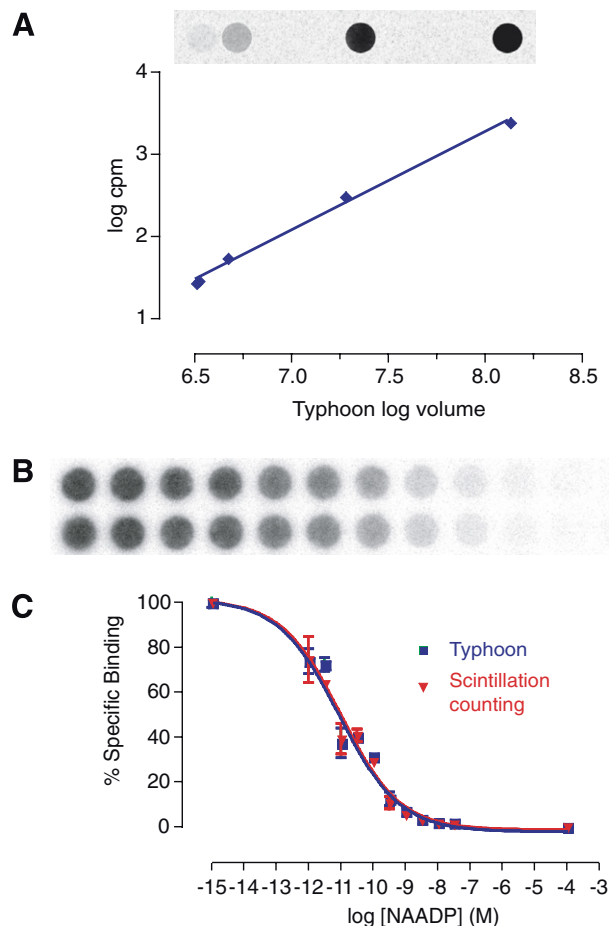 A
4
3
2
1
log cpm
6.5 7.0 7.5 8.0 8.5
Typhoon log volume
B
C
100
80
60
40
20
0
% Specific Binding
Typhoon
Scintillation
counting
-15 -14 -13 -12 -11 -10 -9 -8 -7 -6 -5 -4 -3
log [NAADP] (M)